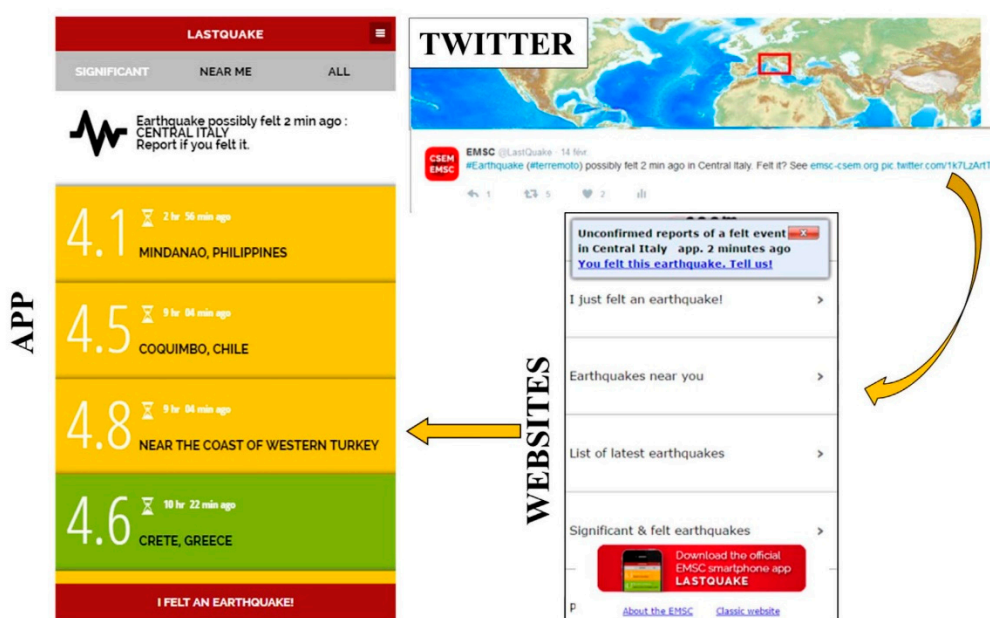 APP
LASTQUAKE
SIGNIFICANT NEAR ME ALL
Earthquake possibly felt 2 min ago :
CENTRAL ITALY
Report if you felt it.
4.1
2 hr 56 min ago
MINDANAO, PHILIPPINES
4.5
9 hr 04 min ago
COQUIMBO, CHILE
4.8
9 hr 04 min ago
NEAR THE COAST OF WESTERN TURKEY
4.6
10 hr 22 min ago
CRETE, GREECE
I FELT AN EARTHQUAKE!
TWITTER
CSEM
EMSC
EMSC @LastQuake · 14 févr.
#Earthquake (#terremoto) possibly felt 2 min ago in Central Italy. Felt it? See emsc-csem.org pic.twitter.com/1k7LzArtT
1 5 2
WEBSITES
Unconfirmed reports of a felt event
in Central Italy app. 2 minutes ago
You felt this earthquake. Tell us!
I just felt an earthquake!
Earthquakes near you
List of latest earthquakes
Significant & felt earthquakes
Download the official
EMSC smartphone app
LASTQUAKE
P
About the EMSC Classic website